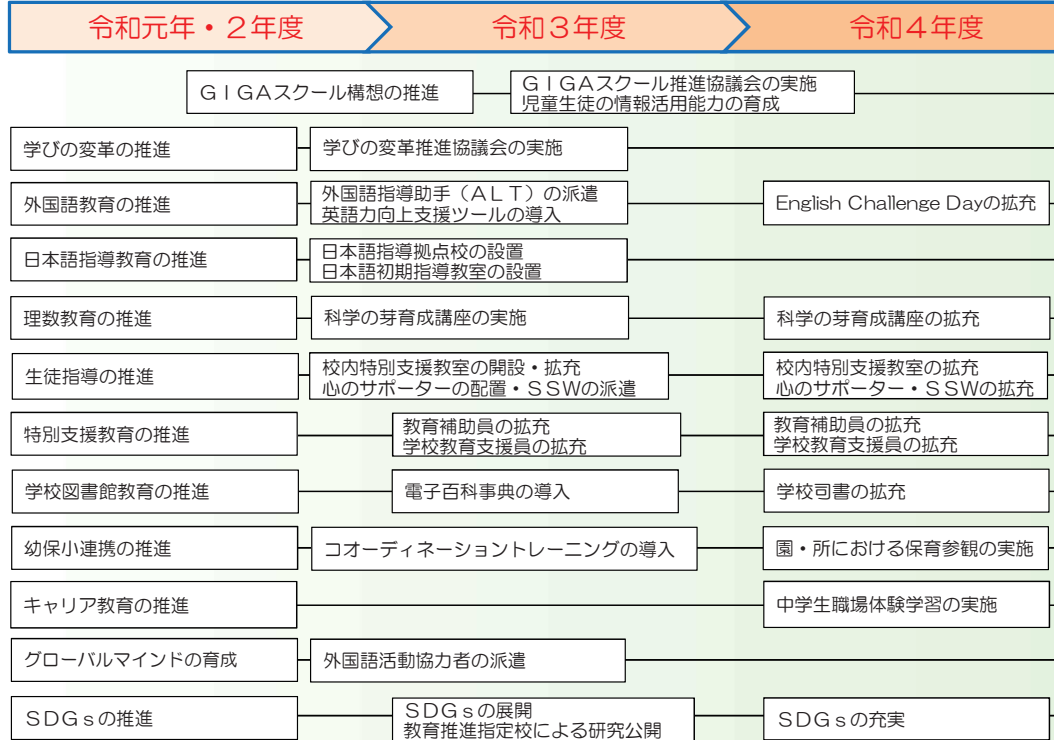 令和元年・２年度
令和３年度
令和４年度
ＧＩＧＡスクール構想の推進
ＧＩＧＡスクール推進協議会の実施
児童生徒の情報活用能力の育成
学びの変革の推進
学びの変革推進協議会の実施
外国語教育の推進
外国語指導助手（ＡＬＴ）の派遣
英語力向上支援ツールの導入
English Challenge Dayの拡充
日本語指導教育の推進
日本語指導拠点校の設置
日本語初期指導教室の設置
理数教育の推進
科学の芽育成講座の実施
科学の芽育成講座の拡充
生徒指導の推進
校内特別支援教室の開設・拡充
心のサポーターの配置・ＳＳＷの派遣
校内特別支援教室の拡充
心のサポーター・ＳＳＷの拡充
特別支援教育の推進
教育補助員の拡充
学校教育支援員の拡充
教育補助員の拡充
学校教育支援員の拡充
学校図書館教育の推進
電子百科事典の導入
学校司書の拡充
幼保小連携の推進
コオーディネーショントレーニングの導入
園・所における保育参観の実施
キャリア教育の推進
中学生職場体験学習の実施
グローバルマインドの育成
外国語活動協力者の派遣
ＳＤＧｓの推進
ＳＤＧｓの展開
教育推進指定校による研究公開
ＳＤＧｓの充実